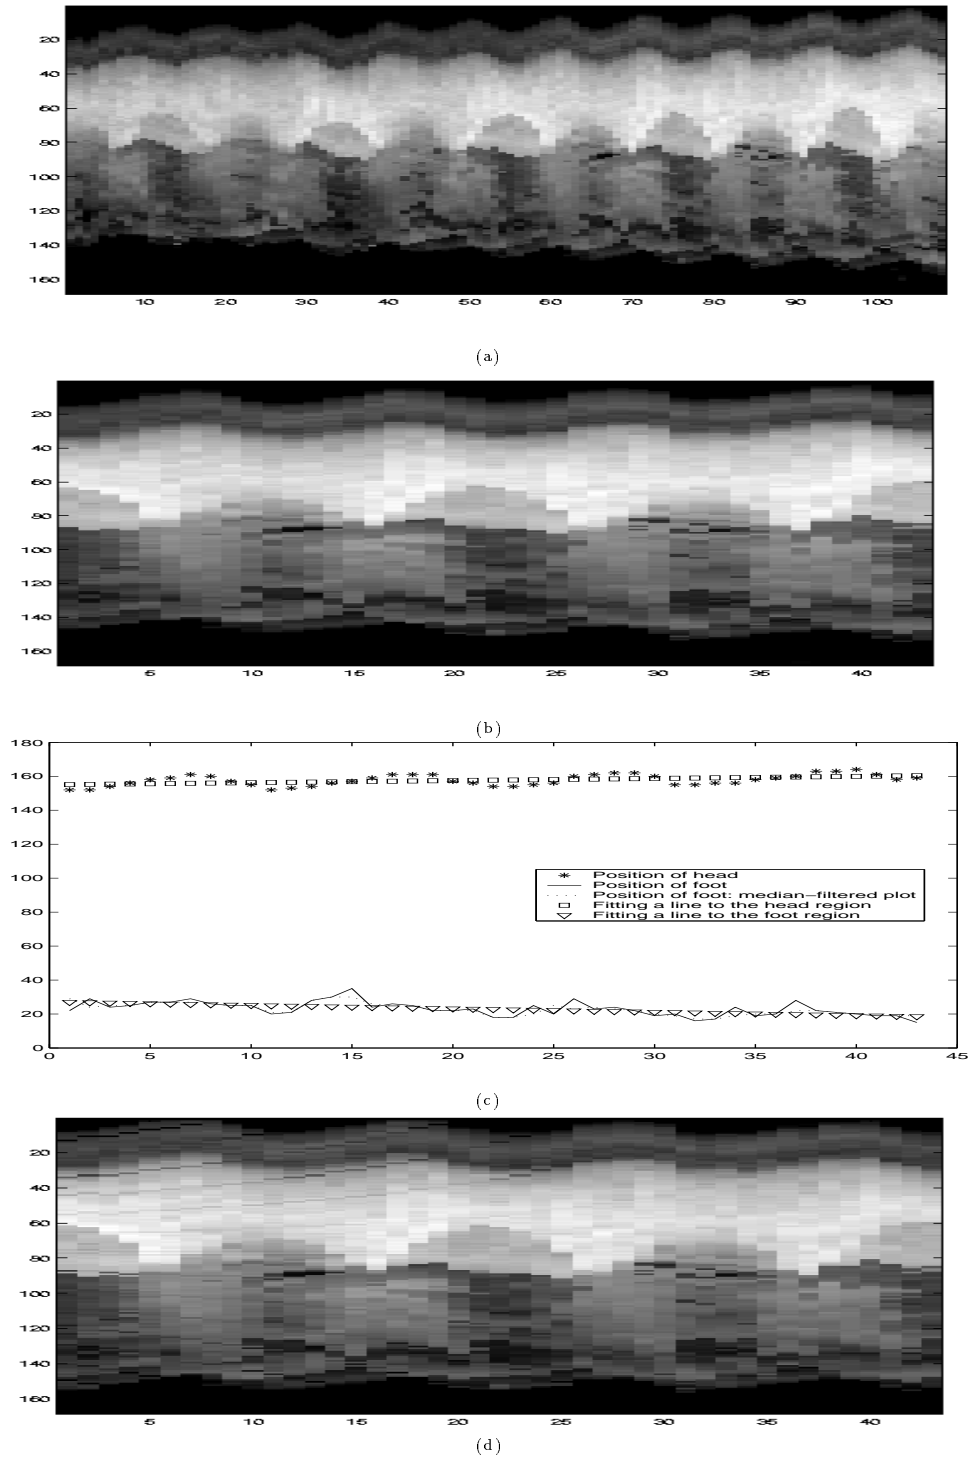 20
40
60
80
100
120
140
160
10 20 30 40 50 60 70 80 90 100
(a)
20
40
60
80
100
120
140
160
5 10 15 20 25 30 35 40
(b)
180
160
140
120
100
80
60
40
20
0
Position of head
Position of foot
Position of foot: median-filtered plot
Fitting a line to the head region
Fitting a line to the foot region
0 5 10 15 20 25 30 35 40 45
(c)
20
40
60
80
100
120
140
160
5 10 15 20 25 30 35 40
(d)